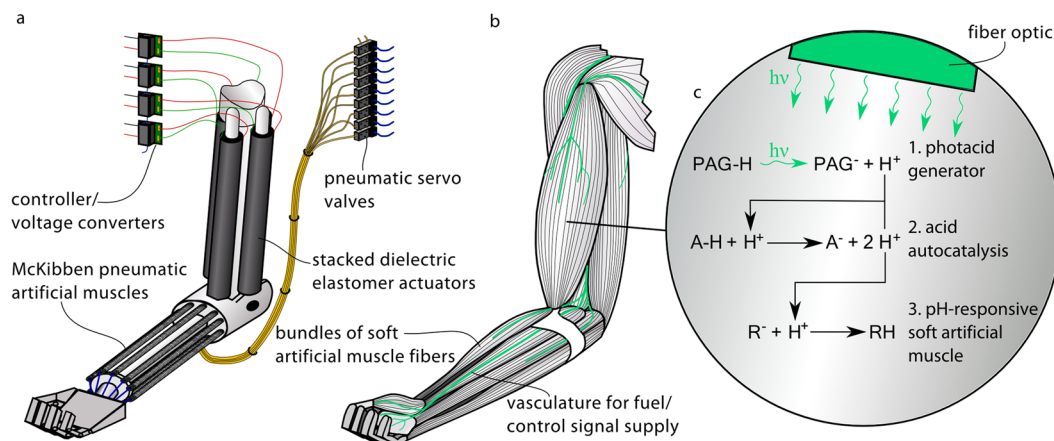 a
controller/
voltage converters
McKibben pneumatic
artificial muscles
pneumatic servo
valves
stacked dielectric
elastomer actuators
b
bundles of soft
artificial muscle fibers
vasculature for fuel/
control signal supply
c
fiber optic
hν
PAG-H hν PAG⁻ + H⁺
1. photacid
generator
A-H + H⁺ A⁻ + 2 H⁺
2. acid
autocatalysis
R⁻ + H⁺ RH
3. pH-responsive
soft artificial
muscle